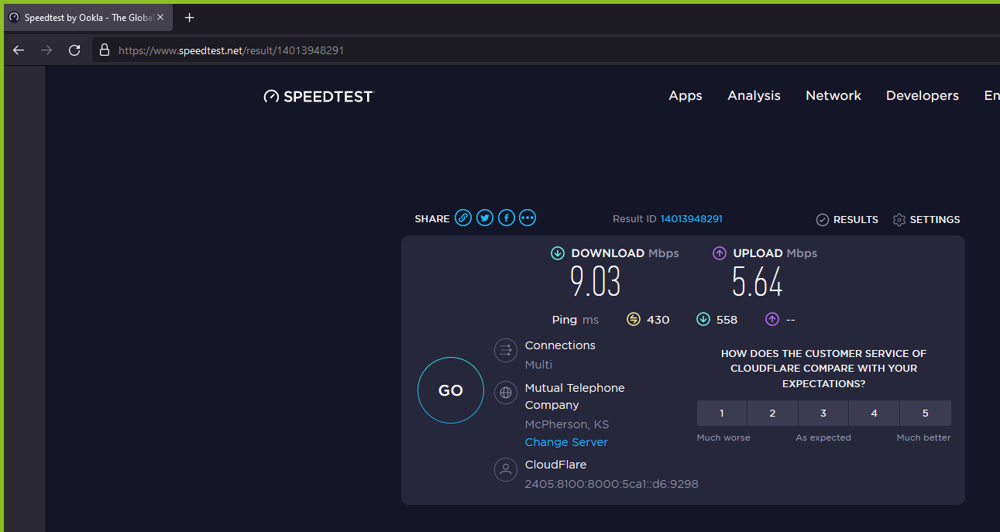 Speedtest by Ookla - The Global
https://www.speedtest.net/result/14013948291
SPEEDTEST
Apps Analysis Network Developers En
SHARE
Result ID 14013948291
RESULTS SETTINGS
DOWNLOAD Mbps
9.03
UPLOAD Mbps
5.64
Ping ms 430 558 --
GO
Connections
Multi
Mutual Telephone
Company
McPherson, KS
Change Server
CloudFlare
2405:8100:8000:5ca1::d6:9298
HOW DOES THE CUSTOMER SERVICE OF
CLOUDFLARE COMPARE WITH YOUR
EXPECTATIONS?
1 2 3 4 5
Much worse As expected Much better